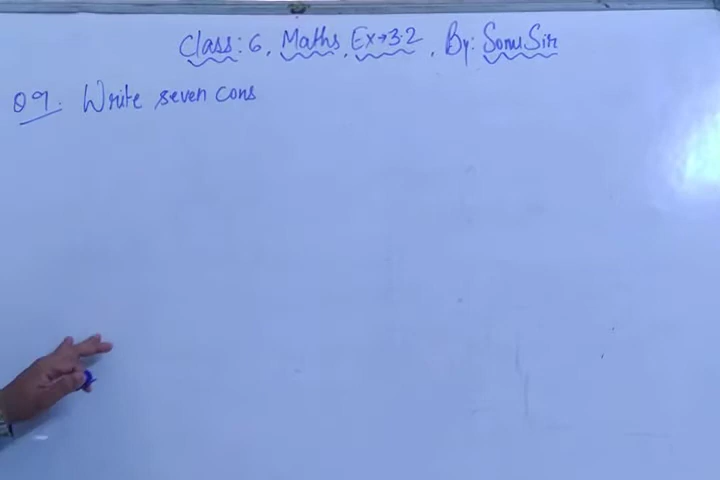 Class: 6, Maths, Ex→3.2, By: Sonu Sir
Q9. Write seven cons